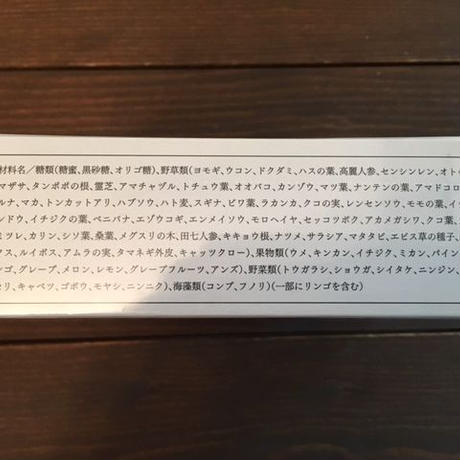 材料名／糖類(糖蜜、黒砂糖、オリゴ糖)、野草類(ヨモギ、ウコン、ドクダミ、ハスの葉、高麗人参、センシンレン、オト
マザサ、タンポポの根、霊芝、アマチャヅル、トチュウ葉、オオバコ、カンゾウ、マツ葉、ナンテンの葉、アマドコロ
ルナ、マカ、トンカットアリ、ハブソウ、ハト麦、スギナ、ビワ葉、ラカンカ、クコの実、レンセンソウ、モモの葉、イ
ンドウ、イチジクの葉、ベニバナ、エゾウコギ、エンメイソウ、モロヘイヤ、セッコツボク、アカメガシワ、クコ葉、
ミツレ、カリン、シソ葉、桑葉、メグスリの木、田七人参、キキョウ根、ナツメ、サラシア、マタタビ、エビス草の種子、
フス、ルイボス、アムラの実、タマネギ外皮、キャッツクロー)、果物類(ウメ、キンカン、イチジク、ミカン、パイン
ンゴ、グレープ、メロン、レモン、グレープフルーツ、アンズ)、野菜類(トウガラシ、ショウガ、シイタケ、ニンジン、
セリ、キャベツ、ゴボウ、モヤシ、ニンニク)、海藻類(コンブ、フノリ)(一部にリンゴを含む)